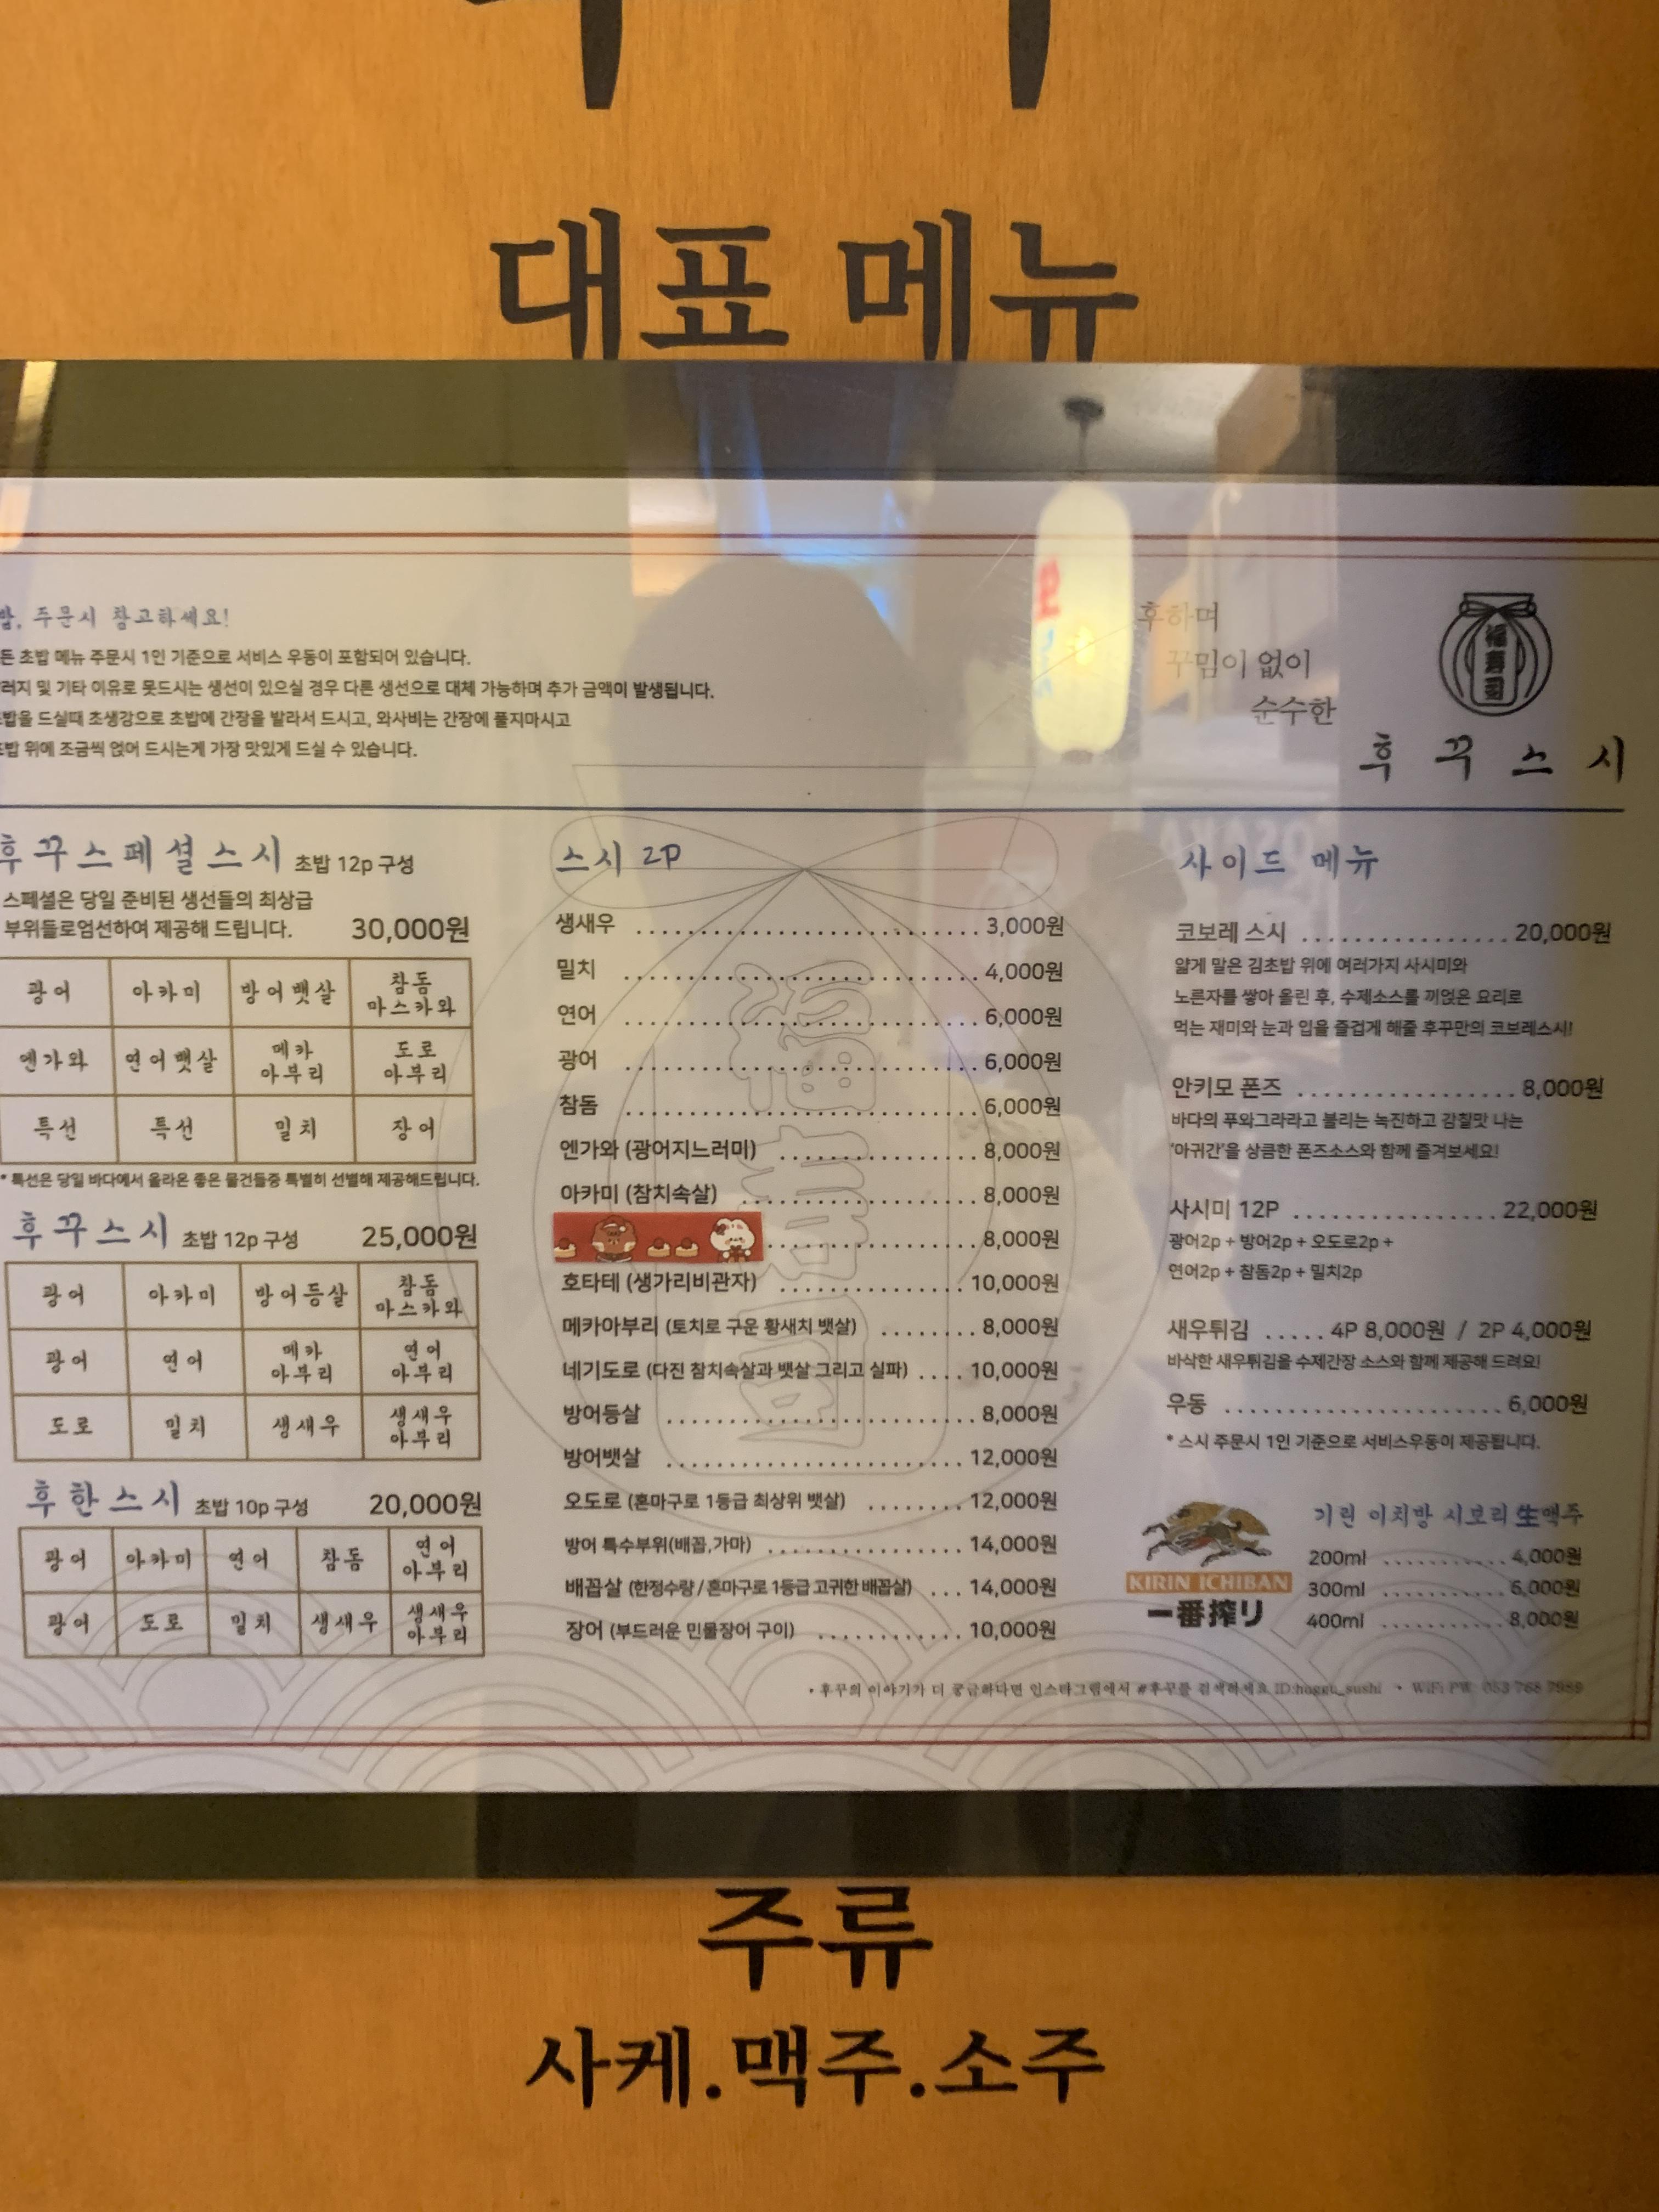 대표 메뉴
주문시 참고하세요!
초밥 메뉴 주문시 1인 기준으로 서비스 우동이 포함되어 있습니다.
및 기타 이유로 못드시는 생선이 있으실 경우 다른 생선으로 대체 가능하며 추가 금액이 발생됩니다.
드실때 초생강으로 초밥에 간장을 발라서 드시고, 와사비는 간장에 풀지마시고
위에 조금씩 얹어 드시는게 가장 맛있게 드실 수 있습니다.
후하며
꾸밈이 없이
순수한
후꾸스시
후꾸스페셜스시 초밥 12p 구성
스페셜은 당일 준비된 생선들의 최상급
부위들로엄선하여 제공해 드립니다. 30,000원
광어 아카미 방어뱃살 참돔 마스카와
엔가와 연어뱃살 메카 아부리 도로 아부리
특선 특선 밀치 장어
* 특선은 당일 바다에서 올라온 좋은 물건들중 특별히 선별해 제공해드립니다.
후꾸스시 초밥 12p 구성 25,000원
광어 아카미 방어등살 참돔 마스카와
광어 연어 메카 아부리 연어 아부리
도로 밀치 생새우 생새우 아부리
후한스시 초밥 10p 구성 20,000원
광어 아카미 연어 참돔 연어 아부리
광어 도로 밀치 생새우 생새우 아부리
스시 2P
생새우 3,000원
밀치 4,000원
연어 6,000원
광어 6,000원
참돔 6,000원
엔가와 (광어지느러미) 8,000원
아카미 (참치속살) 8,000원
8,000원
호타테 (생가리비관자) 10,000원
메카아부리 (토치로 구운 황새치 뱃살) 8,000원
네기도로 (다진 참치속살과 뱃살 그리고 실파) 10,000원
방어등살 8,000원
방어뱃살 12,000원
오도로 (혼마구로 1등급 최상위 뱃살) 12,000원
방어 특수부위(배꼽,가마) 14,000원
배꼽살 (한정수량 / 혼마구로 1등급 고귀한 배꼽살) 14,000원
장어 (부드러운 민물장어 구이) 10,000원
사이드 메뉴
코보레 스시 20,000원
얇게 말은 김초밥 위에 여러가지 사시미와
노른자를 쌓아 올린 후, 수제소스를 끼얹은 요리로
먹는 재미와 눈과 입을 즐겁게 해줄 후꾸만의 코보레스시!
안키모 폰즈 8,000원
바다의 푸와그라라고 불리는 녹진하고 감칠맛 나는
'아귀간'을 상큼한 폰즈소스와 함께 즐겨보세요!
사시미 12P 22,000원
광어2p + 방어2p + 오도로2p +
연어2p + 참돔2p + 밀치2p
새우튀김 ..... 4P 8,000원 / 2P 4,000원
바삭한 새우튀김을 수제간장 소스와 함께 제공해 드려요!
우동 6,000원
* 스시 주문시 1인 기준으로 서비스우동이 제공됩니다.
기린 이치방 시보리 生맥주
200ml 4,000원
300ml 6,000원
400ml 8,000원
KIRIN ICHIBAN
一番搾り
• 후꾸의 이야기가 더 궁금하다면 인스타그램에서 #후꾸를 검색하세요 ID:huggu_sushi • WiFi PW: 053 768 7989
福壽囍
주류
사케.맥주.소주